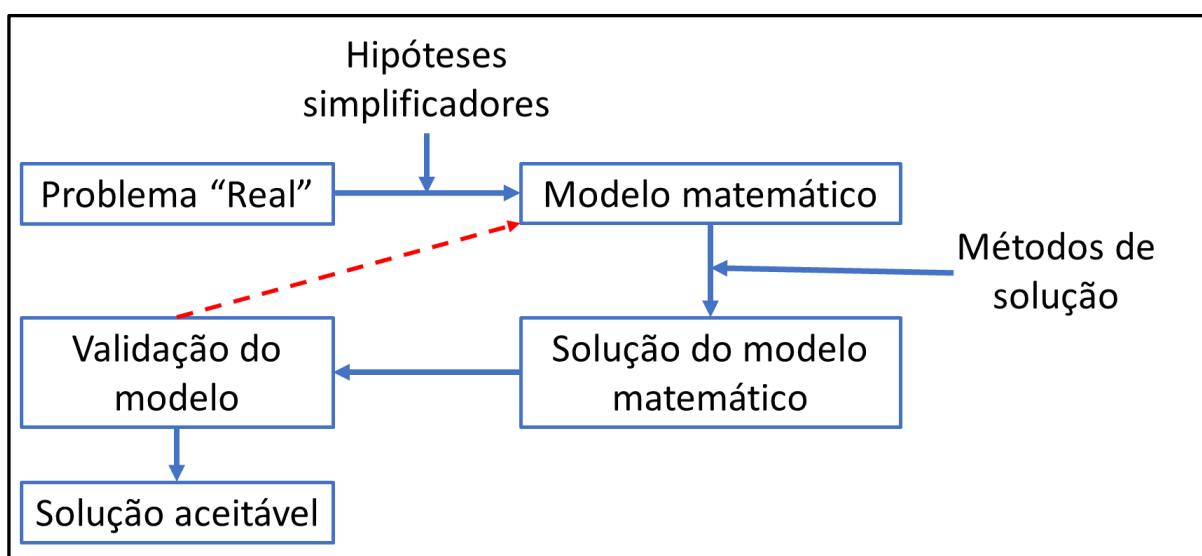 Hipóteses
simplificadores
Problema “Real”
Modelo matemático
Métodos de
solução
Validação do
modelo
Solução do modelo
matemático
Solução aceitável